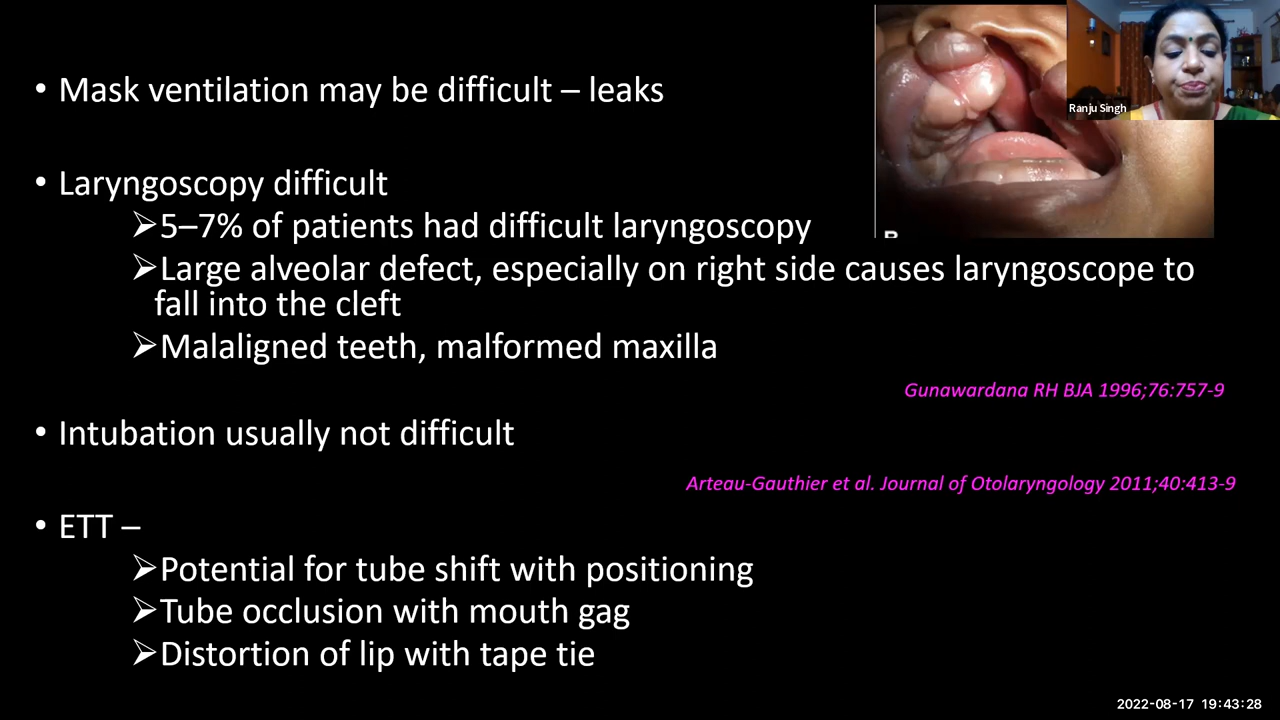 • Mask ventilation may be difficult – leaks
Ranju Singh
• Laryngoscopy difficult
➢5–7% of patients had difficult laryngoscopy
➢Large alveolar defect, especially on right side causes laryngoscope to
fall into the cleft
➢Malaligned teeth, malformed maxilla
Gunawardana RH BJA 1996;76:757-9
• Intubation usually not difficult
Arteau-Gauthier et al. Journal of Otolaryngology 2011;40:413-9
• ETT –
➢Potential for tube shift with positioning
➢Tube occlusion with mouth gag
➢Distortion of lip with tape tie
2022-08-17 19:43:28